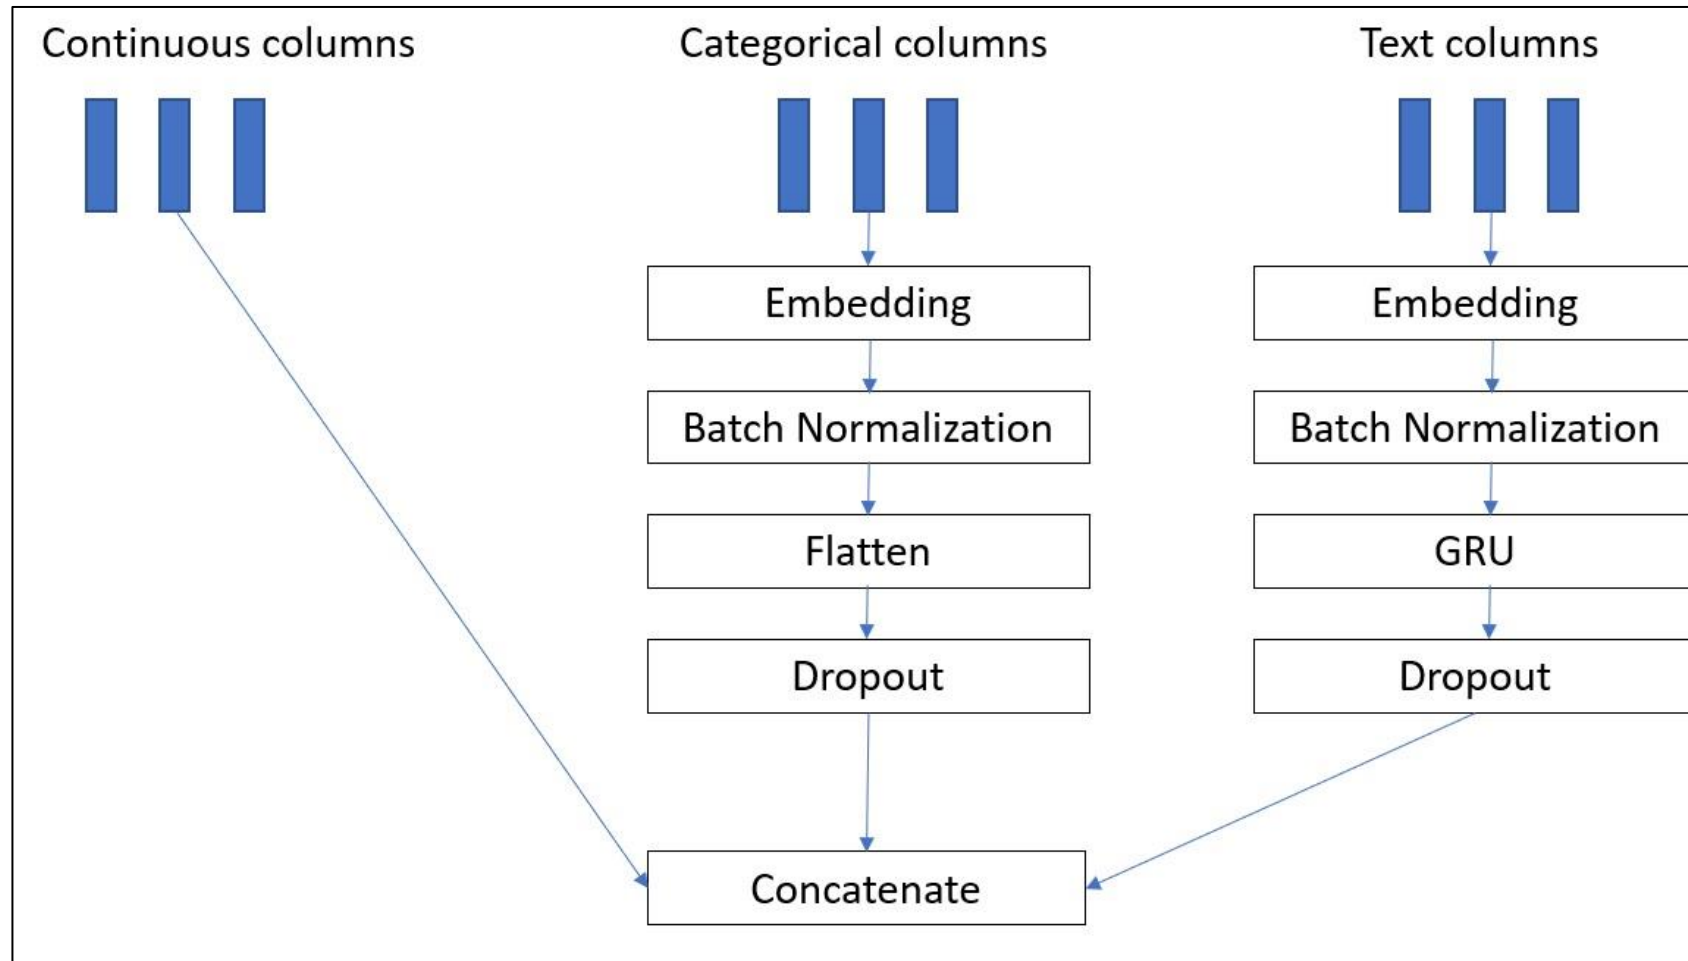 Continuous columns
Categorical columns
Text columns
Embedding
Embedding
Batch Normalization
Batch Normalization
Flatten
GRU
Dropout
Dropout
Concatenate